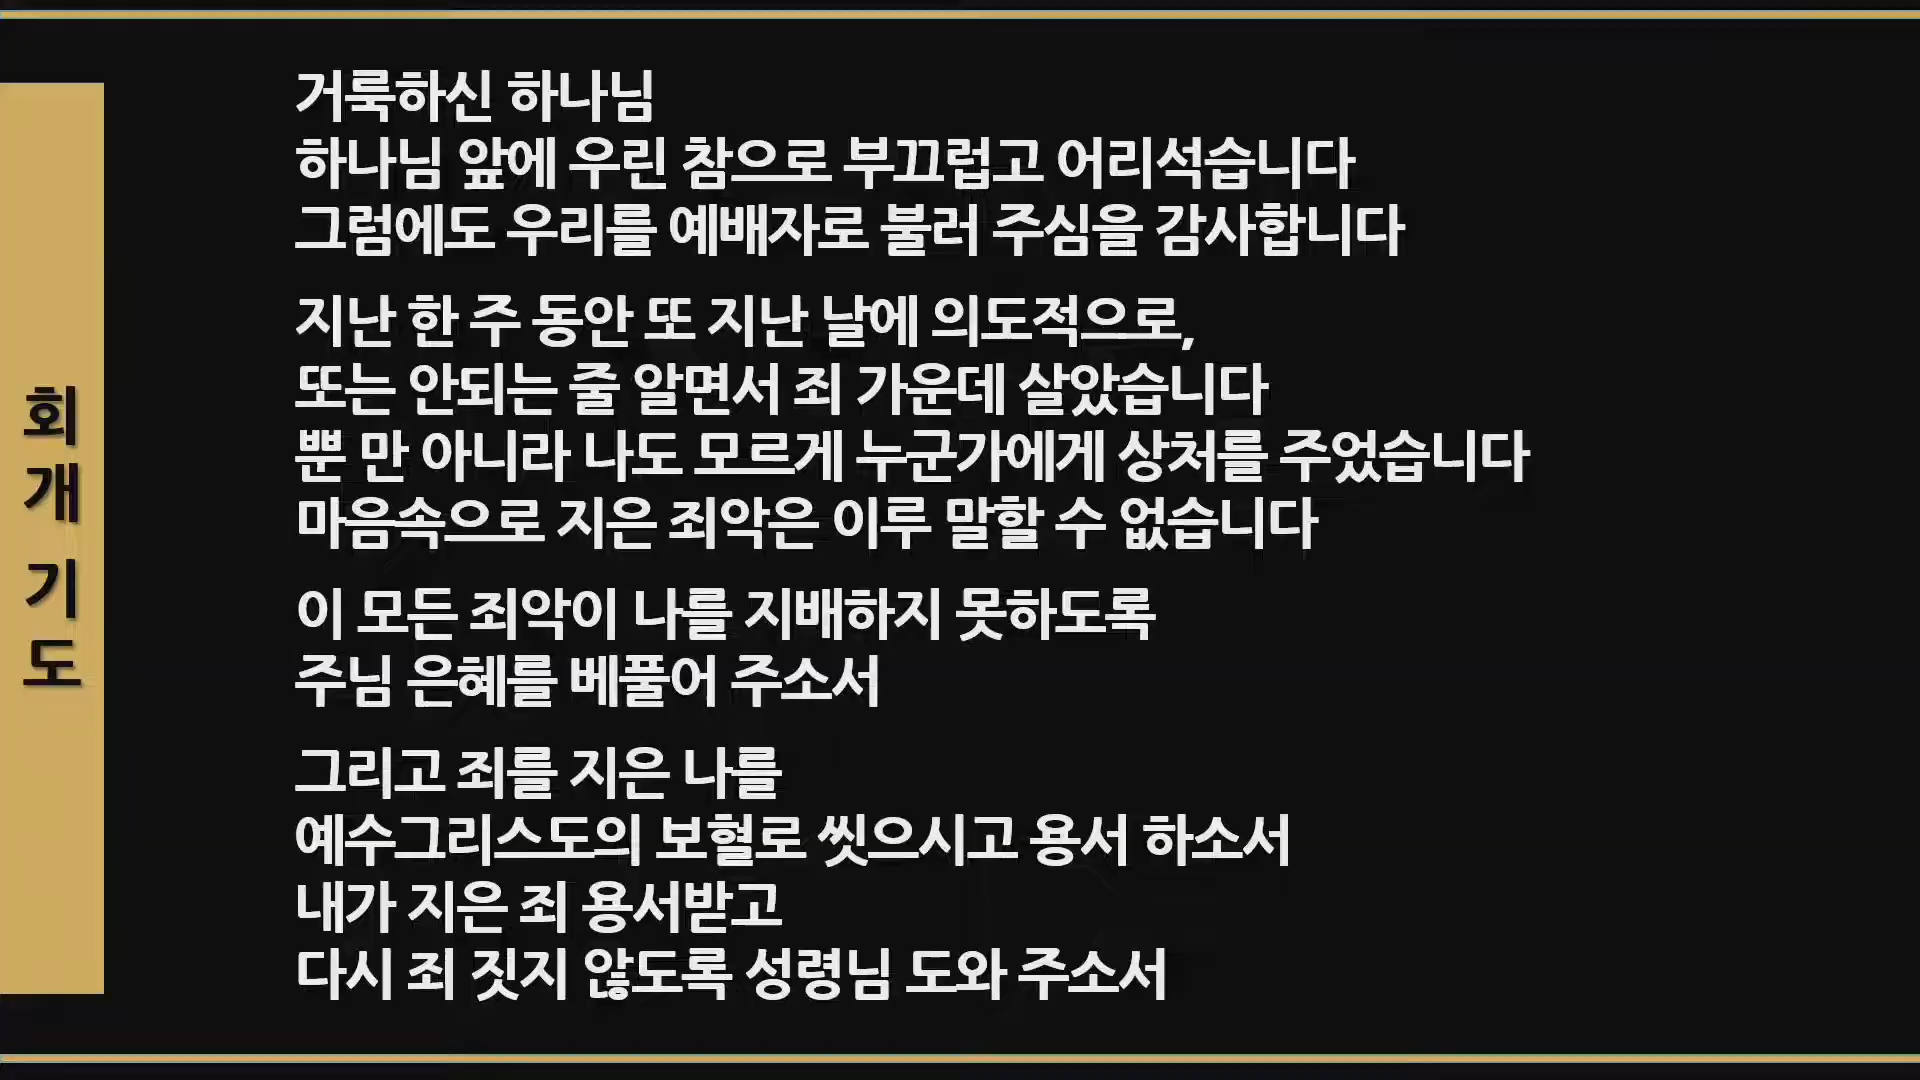 회개기도
거룩하신 하나님
하나님 앞에 우린 참으로 부끄럽고 어리석습니다
그럼에도 우리를 예배자로 불러 주심을 감사합니다
지난 한 주 동안 또 지난 날에 의도적으로,
또는 안되는 줄 알면서 죄 가운데 살았습니다
뿐 만 아니라 나도 모르게 누군가에게 상처를 주었습니다
마음속으로 지은 죄악은 이루 말할 수 없습니다
이 모든 죄악이 나를 지배하지 못하도록
주님 은혜를 베풀어 주소서
그리고 죄를 지은 나를
예수그리스도의 보혈로 씻으시고 용서 하소서
내가 지은 죄 용서받고
다시 죄 짓지 않도록 성령님 도와 주소서